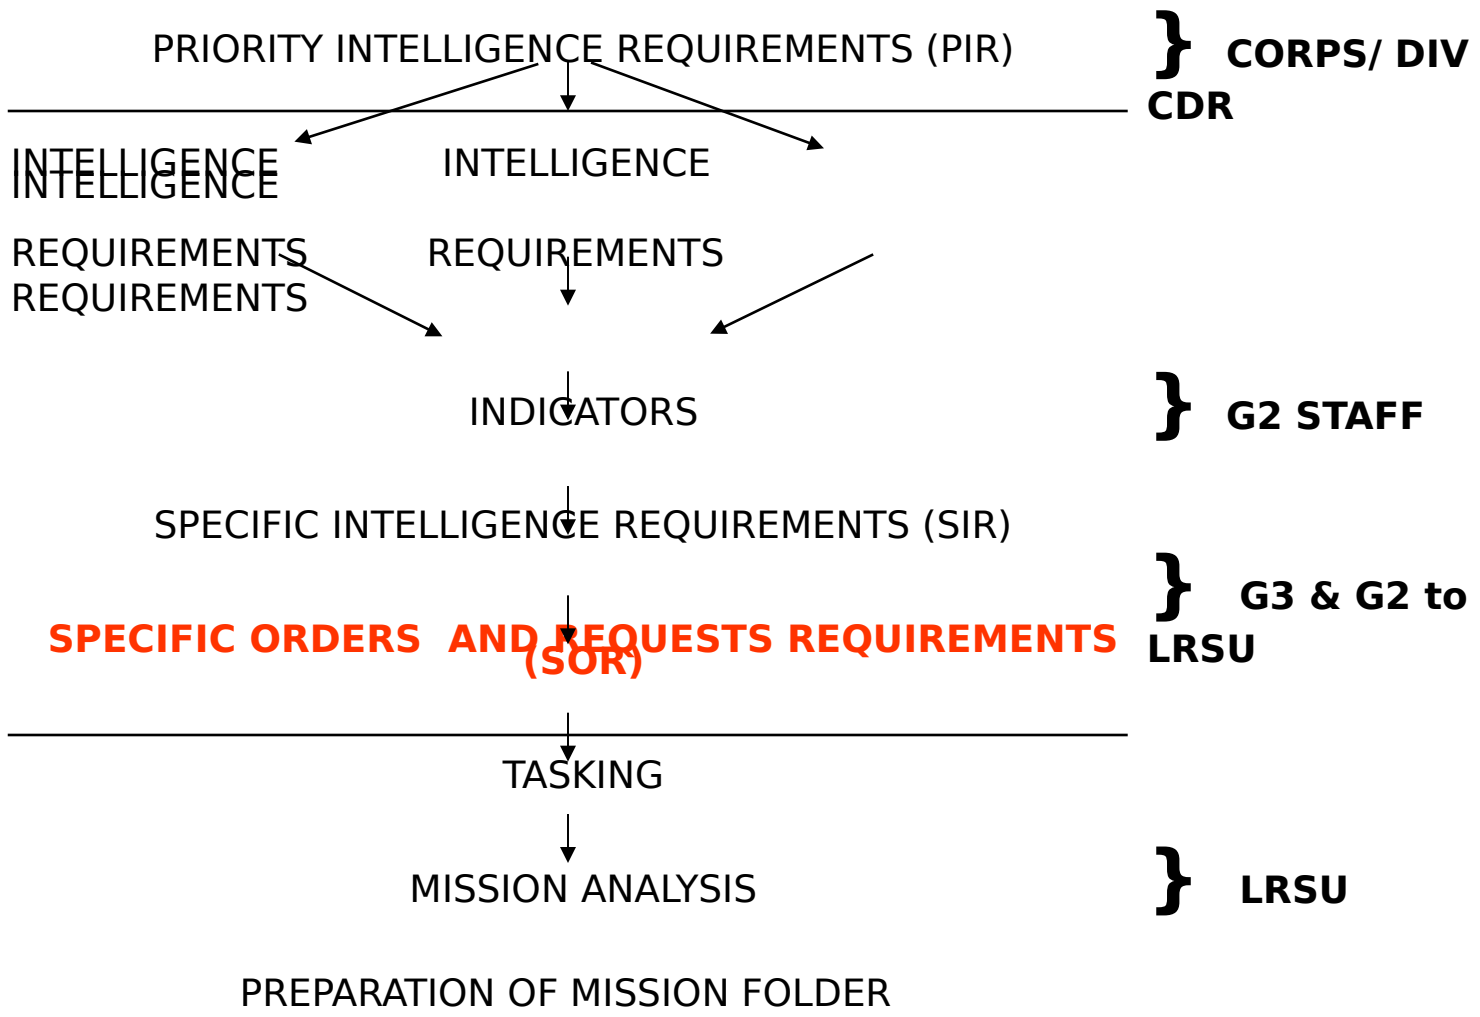 PRIORITY INTELLIGENCE REQUIREMENTS (PIR)
} CORPS/ DIV
CDR
INTELLIGENCE INTELLIGENCE
INTELLIGENCE
REQUIREMENTS REQUIREMENTS
REQUIREMENTS
INDICATORS
} G2 STAFF
SPECIFIC INTELLIGENCE REQUIREMENTS (SIR)
} G3 & G2 to
LRSU
SPECIFIC ORDERS AND REQUESTS REQUIREMENTS
(SOR)
TASKING
MISSION ANALYSIS
} LRSU
PREPARATION OF MISSION FOLDER